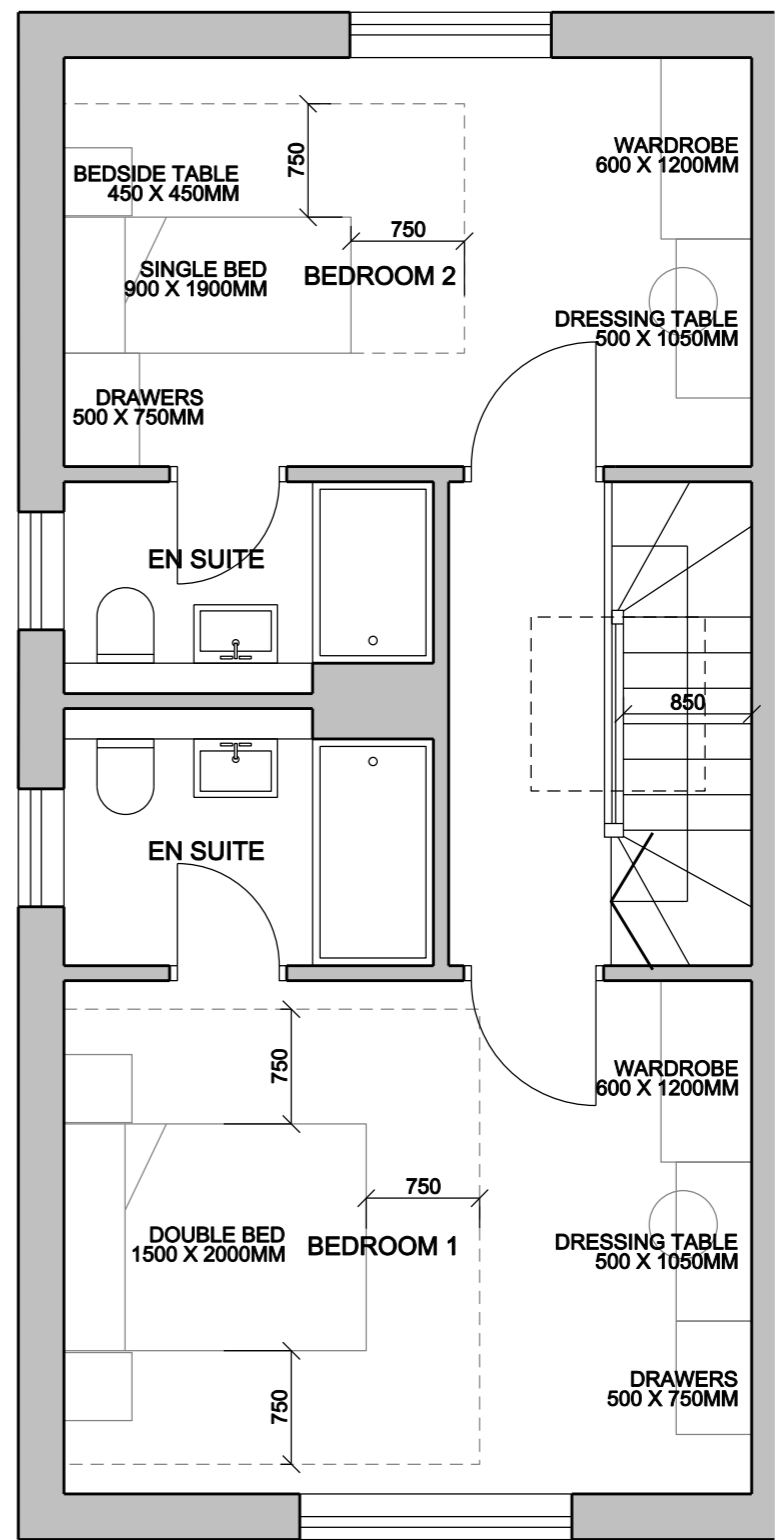 WARDROBE
600 X 1200MM
BEDSIDE TABLE
450 X 450MM
750
750
SINGLE BED
900 X 1900MM
BEDROOM 2
DRESSING TABLE
500 X 1050MM
DRAWERS
500 X 750MM
EN SUITE
850
EN SUITE
750
WARDROBE
600 X 1200MM
750
DOUBLE BED
1500 X 2000MM
BEDROOM 1
DRESSING TABLE
500 X 1050MM
750
DRAWERS
500 X 750MM